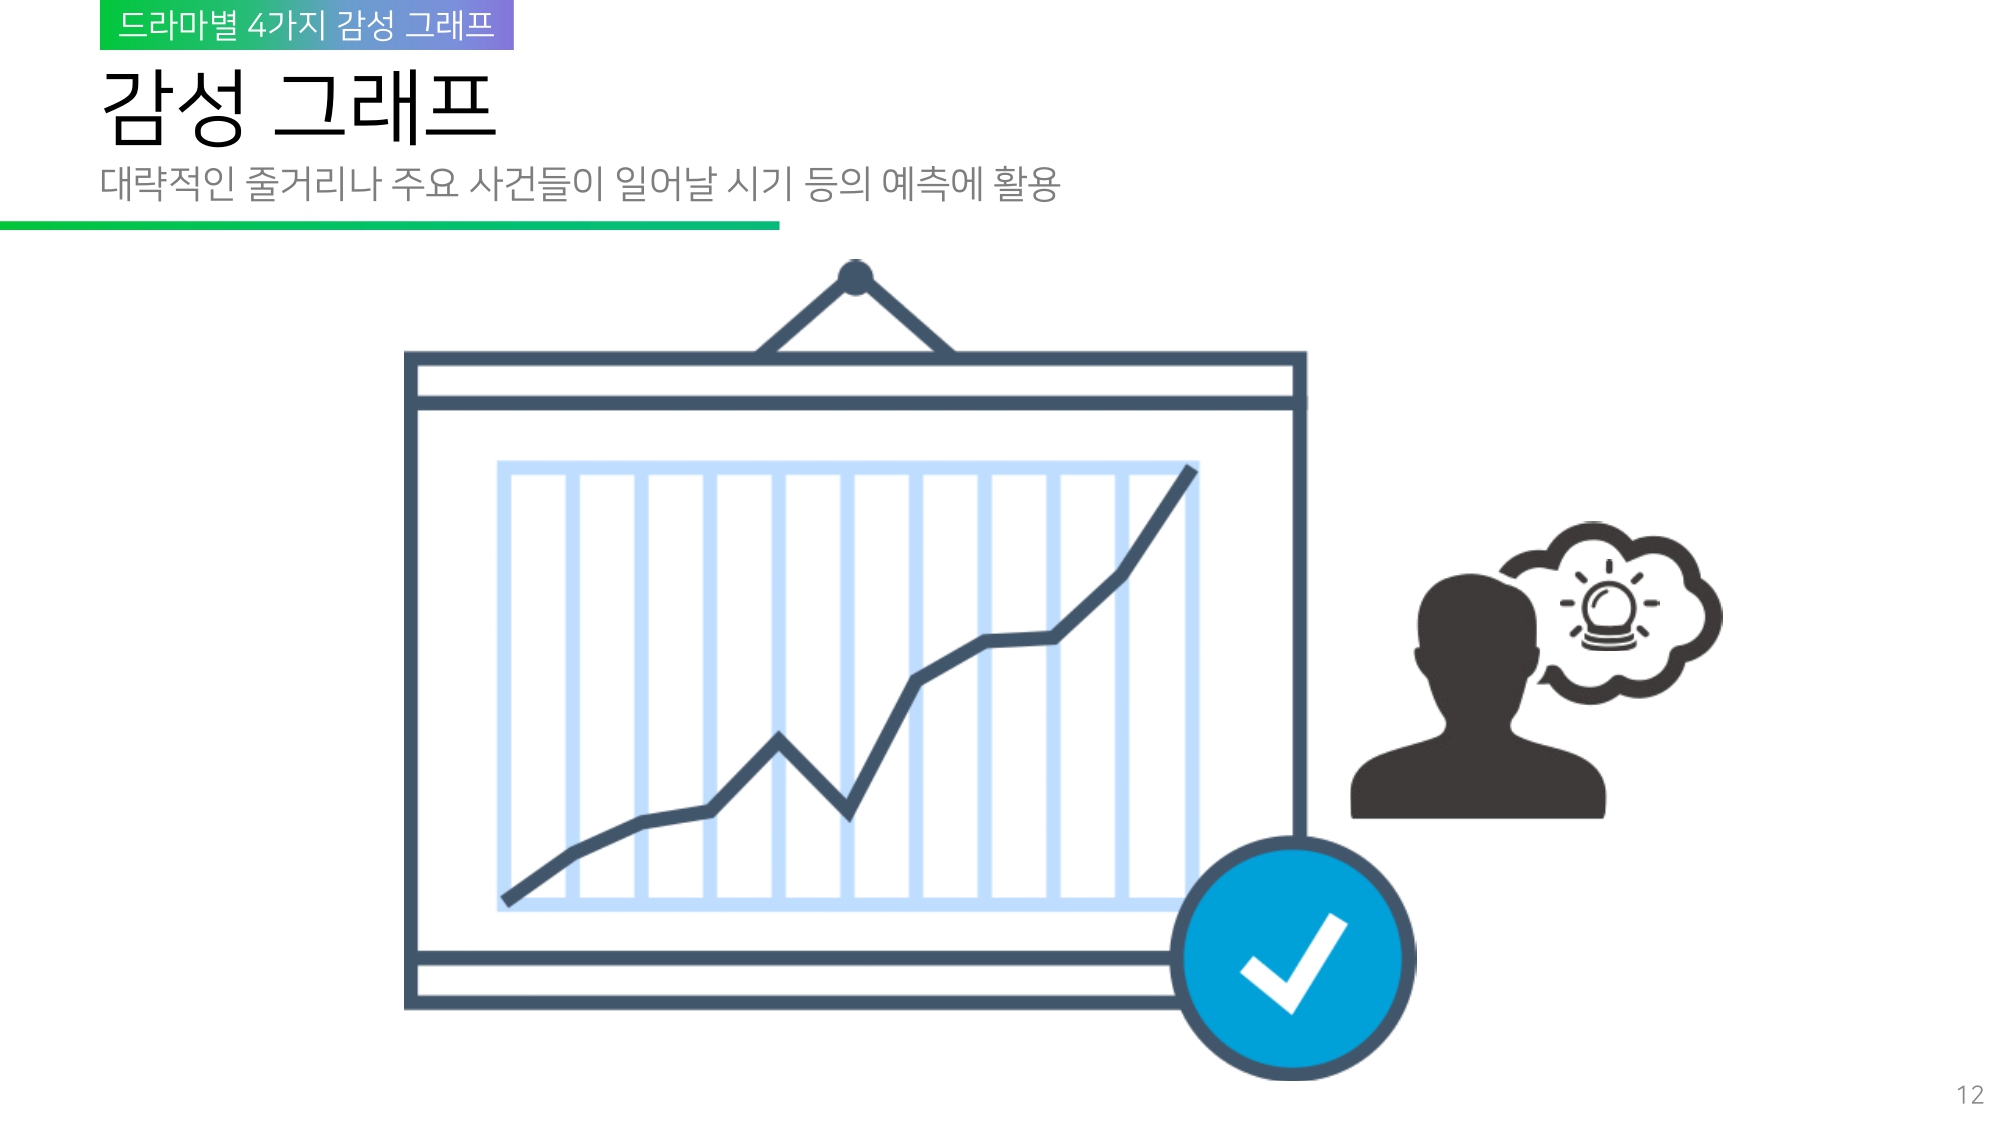 드라마별 4가지 감성 그래프
감성 그래프
대략적인 줄거리나 주요 사건들이 일어날 시기 등의 예측에 활용
12